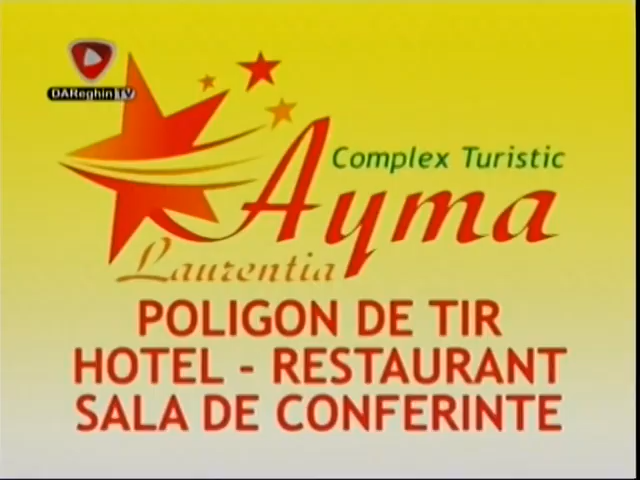 DAReghin TV
Complex Turistic
Ayma
Laurentia
POLIGON DE TIR
HOTEL - RESTAURANT
SALA DE CONFERINTE